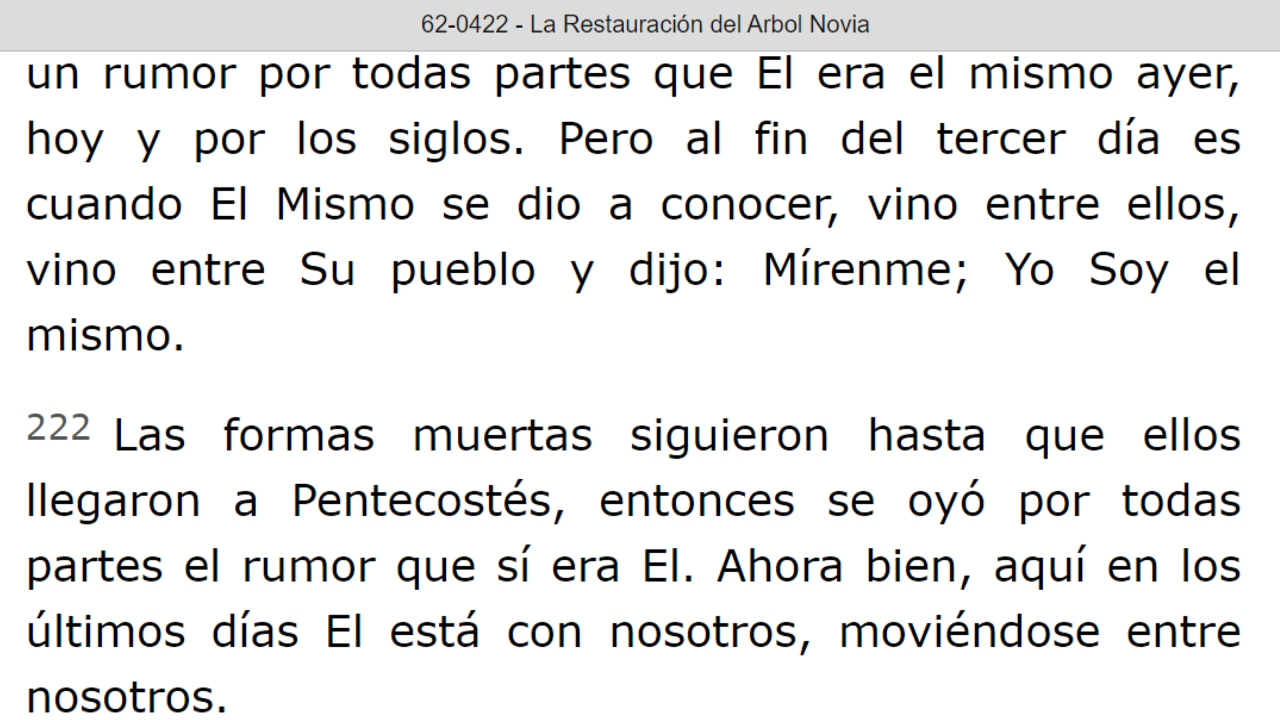 62-0422 - La Restauración del Arbol Novia
un rumor por todas partes que El era el mismo ayer,
hoy y por los siglos. Pero al fin del tercer día es
cuando El Mismo se dio a conocer, vino entre ellos,
vino entre Su pueblo y dijo: Mírenme; Yo Soy el
mismo.
222 Las formas muertas siguieron hasta que ellos
llegaron a Pentecostés, entonces se oyó por todas
partes el rumor que sí era El. Ahora bien, aquí en los
últimos días El está con nosotros, moviéndose entre
nosotros.